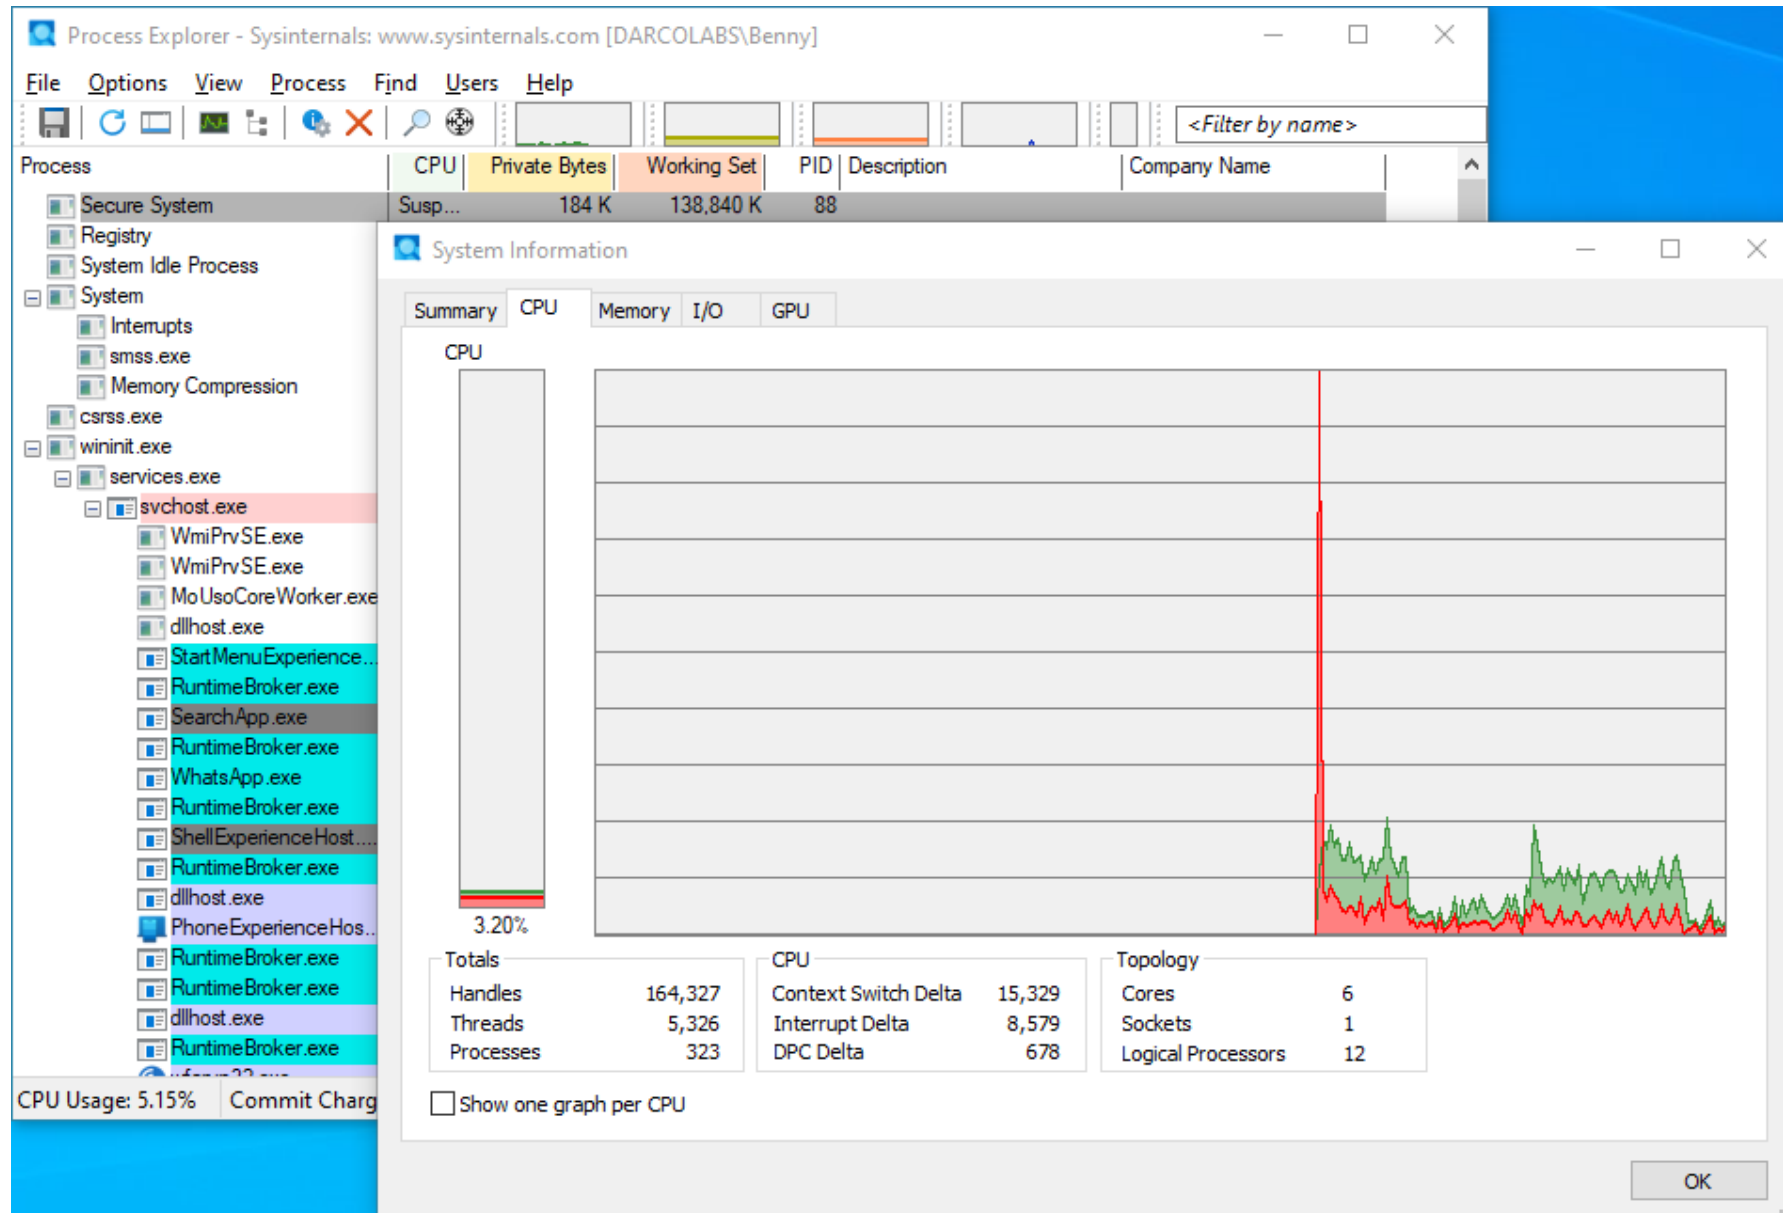 Process Explorer - Sysinternals: www.sysinternals.com [DARCOLABS\Benny]
File Options View Process Find Users Help
<Filter by name>
Process CPU Private Bytes Working Set PID Description Company Name
Secure System Susp... 184 K 138,840 K 88
Registry
System Idle Process
System
Interrupts
smss.exe
Memory Compression
csrss.exe
wininit.exe
services.exe
svchost.exe
WmiPrvSE.exe
WmiPrvSE.exe
MoUsoCoreWorker.exe
dllhost.exe
StartMenuExperience...
RuntimeBroker.exe
SearchApp.exe
RuntimeBroker.exe
WhatsApp.exe
RuntimeBroker.exe
ShellExperienceHost....
RuntimeBroker.exe
dllhost.exe
PhoneExperienceHos...
RuntimeBroker.exe
RuntimeBroker.exe
dllhost.exe
RuntimeBroker.exe
CPU Usage: 5.15% Commit Charg
System Information
Summary CPU Memory I/O GPU
CPU
3.20%
Totals
Handles 164,327
Threads 5,326
Processes 323
CPU
Context Switch Delta 15,329
Interrupt Delta 8,579
DPC Delta 678
Topology
Cores 6
Sockets 1
Logical Processors 12
Show one graph per CPU
OK